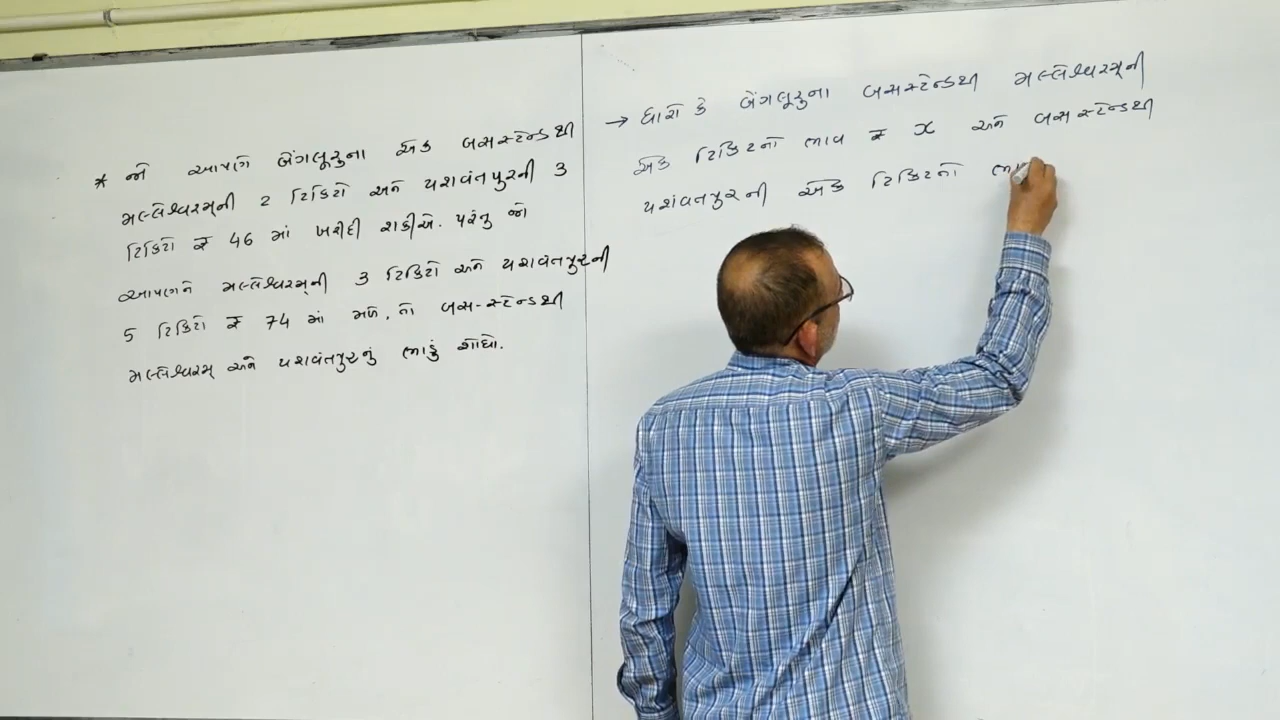 * જો આપણે બેંગલૂરુના એક બસસ્ટેન્ડથી
મલ્લેશ્વરમ્‌ની 2 ટિકિટો અને યશવંતપુરની 3
ટિકિટો ₹ 46 માં ખરીદી શકીએ. પરંતુ જો
આપણને મલ્લેશ્વરમ્‌ની 3 ટિકિટો અને યશવંતપુરની
5 ટિકિટો ₹ 74 માં મળે, તો બસ-સ્ટેન્ડથી
મલ્લેશ્વરમ્ અને યશવંતપુરનું ભાડું શોધો.
→ ધારો કે બેંગલૂરુના બસસ્ટેન્ડથી મલ્લેશ્વરમ્‌ની
એક ટિકિટનો ભાવ ₹ x અને બસસ્ટેન્ડથી
યશંવતપુરની એક ટિકિટનો ભા